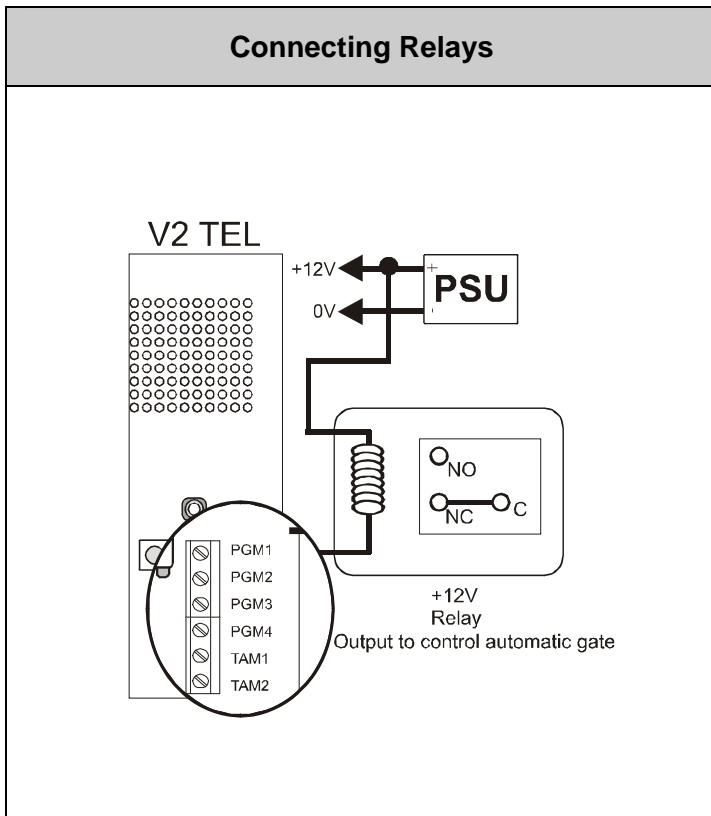 Connecting Relays
V2 TEL
+12V
+
PSU
0V
-
NO
NC
C
PGM1
PGM2
PGM3
PGM4
TAM1
TAM2
+12V
Relay
Output to control automatic gate